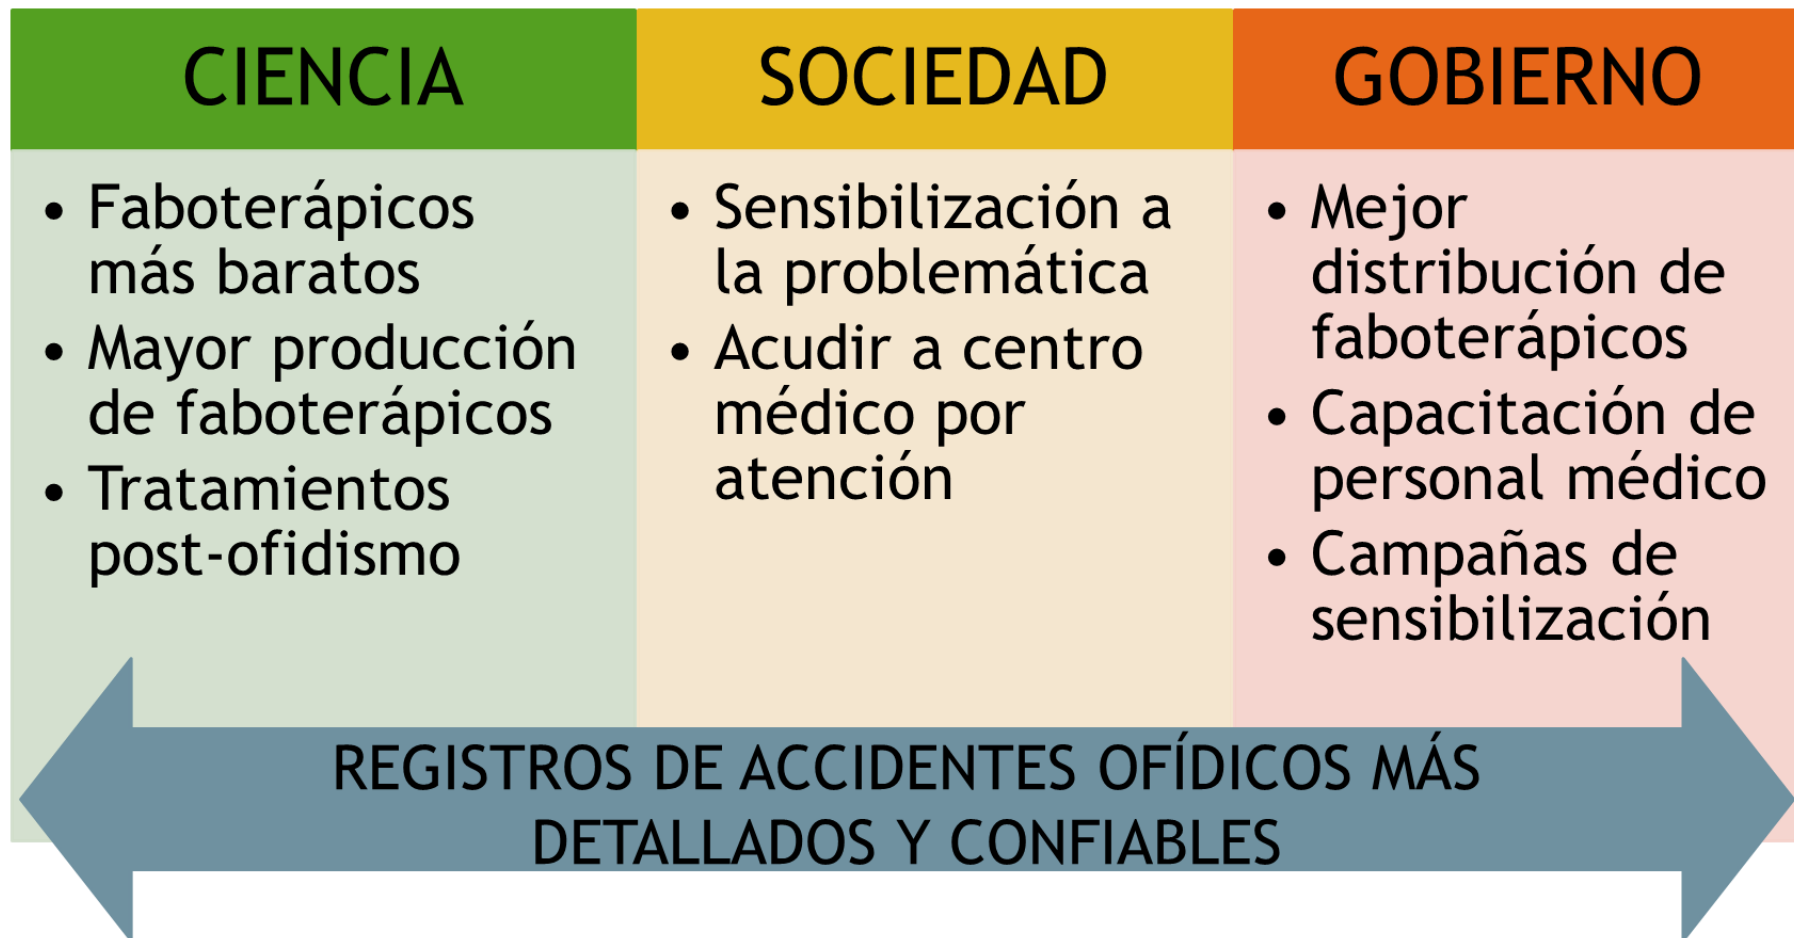 CIENCIA
• Faboterápicos
más baratos
• Mayor producción
de faboterápicos
• Tratamientos
post-ofidismo
SOCIEDAD
• Sensibilización a
la problemática
• Acudir a centro
médico por
atención
GOBIERNO
• Mejor
distribución de
faboterápicos
• Capacitación de
personal médico
• Campañas de
sensibilización
REGISTROS DE ACCIDENTES OFÍDICOS MÁS
DETALLADOS Y CONFIABLES